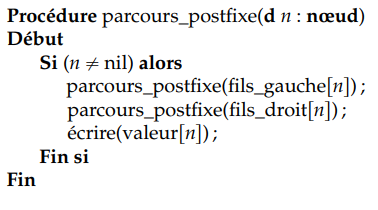 Procédure parcours_postfixe(d n : nœud)
Début
Si (n ≠ nil) alors
parcours_postfixe(fils_gauche[n]) ;
parcours_postfixe(fils_droit[n]) ;
écrire(valeur[n]) ;
Fin si
Fin